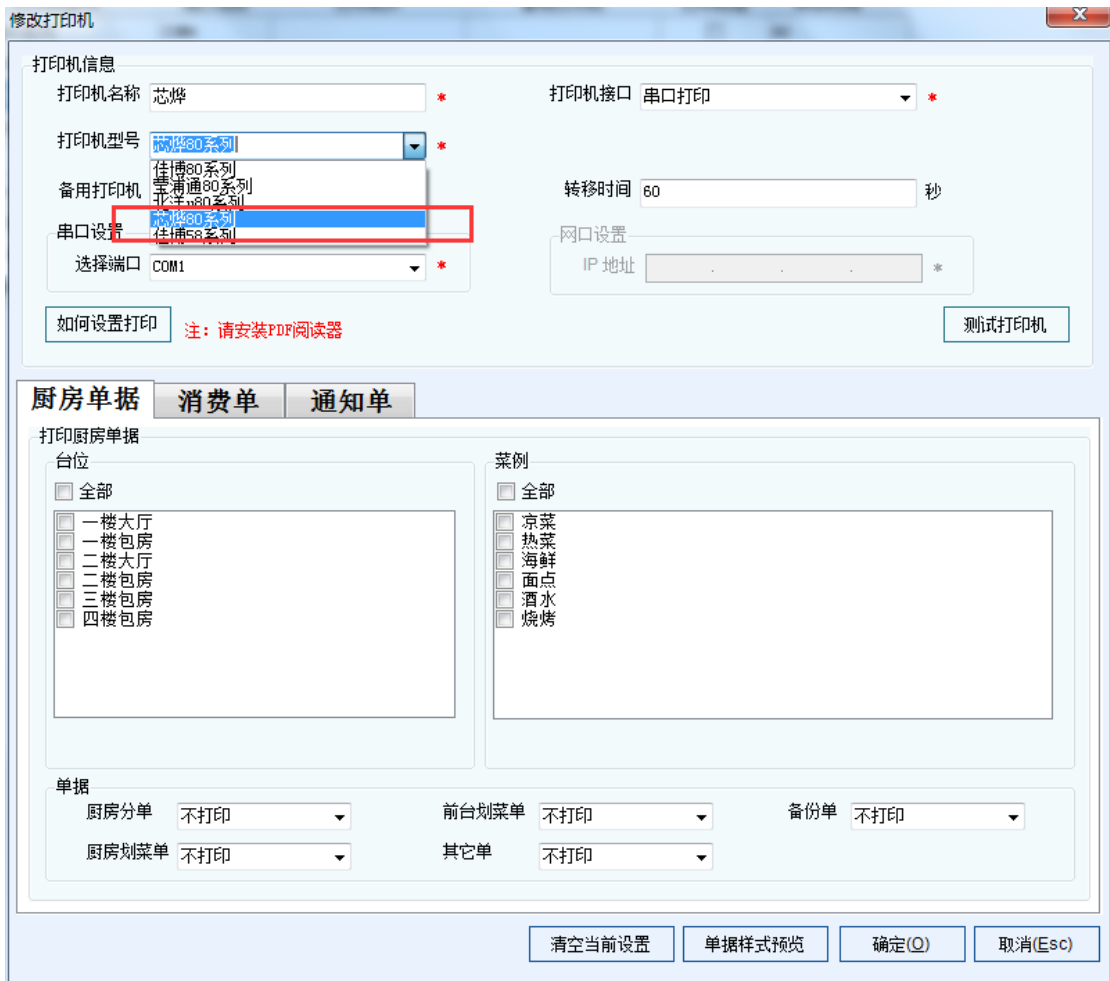 修改打印机
打印机信息
打印机名称 芯烨 * 打印机接口 串口打印 *
打印机型号 芯烨80系列 *
佳博80系列
莹浦通80系列
北洋u80系列
芯烨80系列
佳博58系列
备用打印机 转移时间 60 秒
串口设置 网口设置
选择端口 COM1 * IP 地址 . . . *
如何设置打印 注：请安装PDF阅读器 测试打印机
厨房单据 消费单 通知单
打印厨房单据
台位 菜例
全部 全部
一楼大厅 凉菜
一楼包房 热菜
二楼大厅 海鲜
二楼包房 面点
三楼包房 酒水
四楼包房 烧烤
单据
厨房分单 不打印 前台划菜单 不打印 备份单 不打印
厨房划菜单 不打印 其它单 不打印
清空当前设置 单据样式预览 确定(O) 取消(Esc)